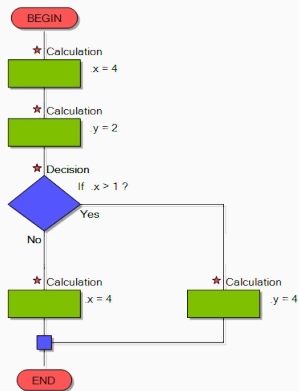 BEGIN
Calculation
.x = 4
Calculation
.y = 2
Decision
If .x > 1 ?
Yes
No
Calculation
.x = 4
Calculation
.y = 4
END